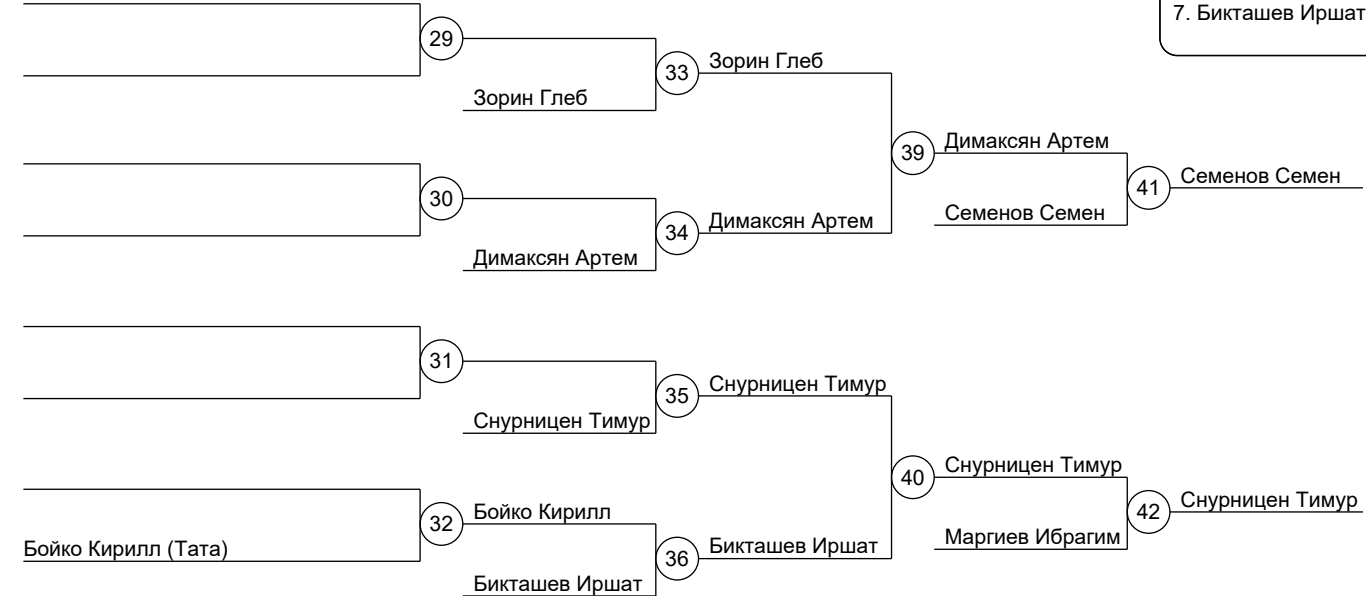 7. Бикташев Иршат
29
33
Зорин Глеб
Зорин Глеб
39
Димаксян Артем
41
Семенов Семен
30
34
Димаксян Артем
Семенов Семен
Димаксян Артем
31
35
Снурницен Тимур
Снурницен Тимур
40
Снурницен Тимур
42
Снурницен Тимур
32
Бойко Кирилл
36
Бикташев Иршат
Маргиев Ибрагим
Бойко Кирилл (Тата)
Бикташев Иршат